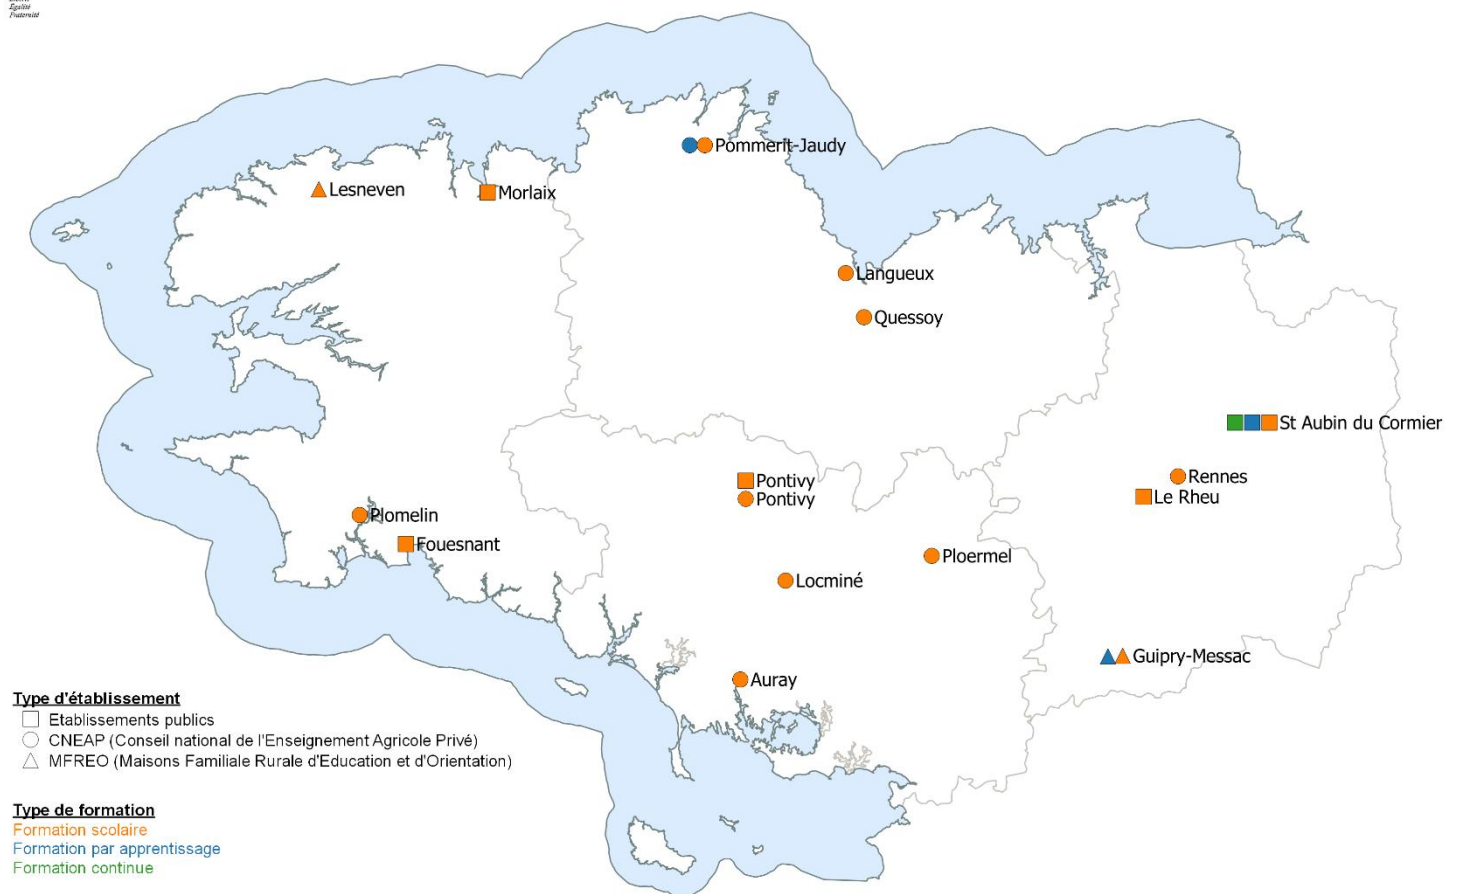 Égalité
Fraternité
Pommerit-Jaudy
Lesneven
Morlaix
Langueux
Quessoy
St Aubin du Cormier
Pontivy
Rennes
Pontivy
Le Rheu
Plomelin
Fouesnant
Ploermel
Locminé
Guipry-Messac
Auray
Type d'établissement
Etablissements publics
CNEAP (Conseil national de l'Enseignement Agricole Privé)
MFREO (Maisons Familiale Rurale d'Education et d'Orientation)
Type de formation
Formation scolaire
Formation par apprentissage
Formation continue